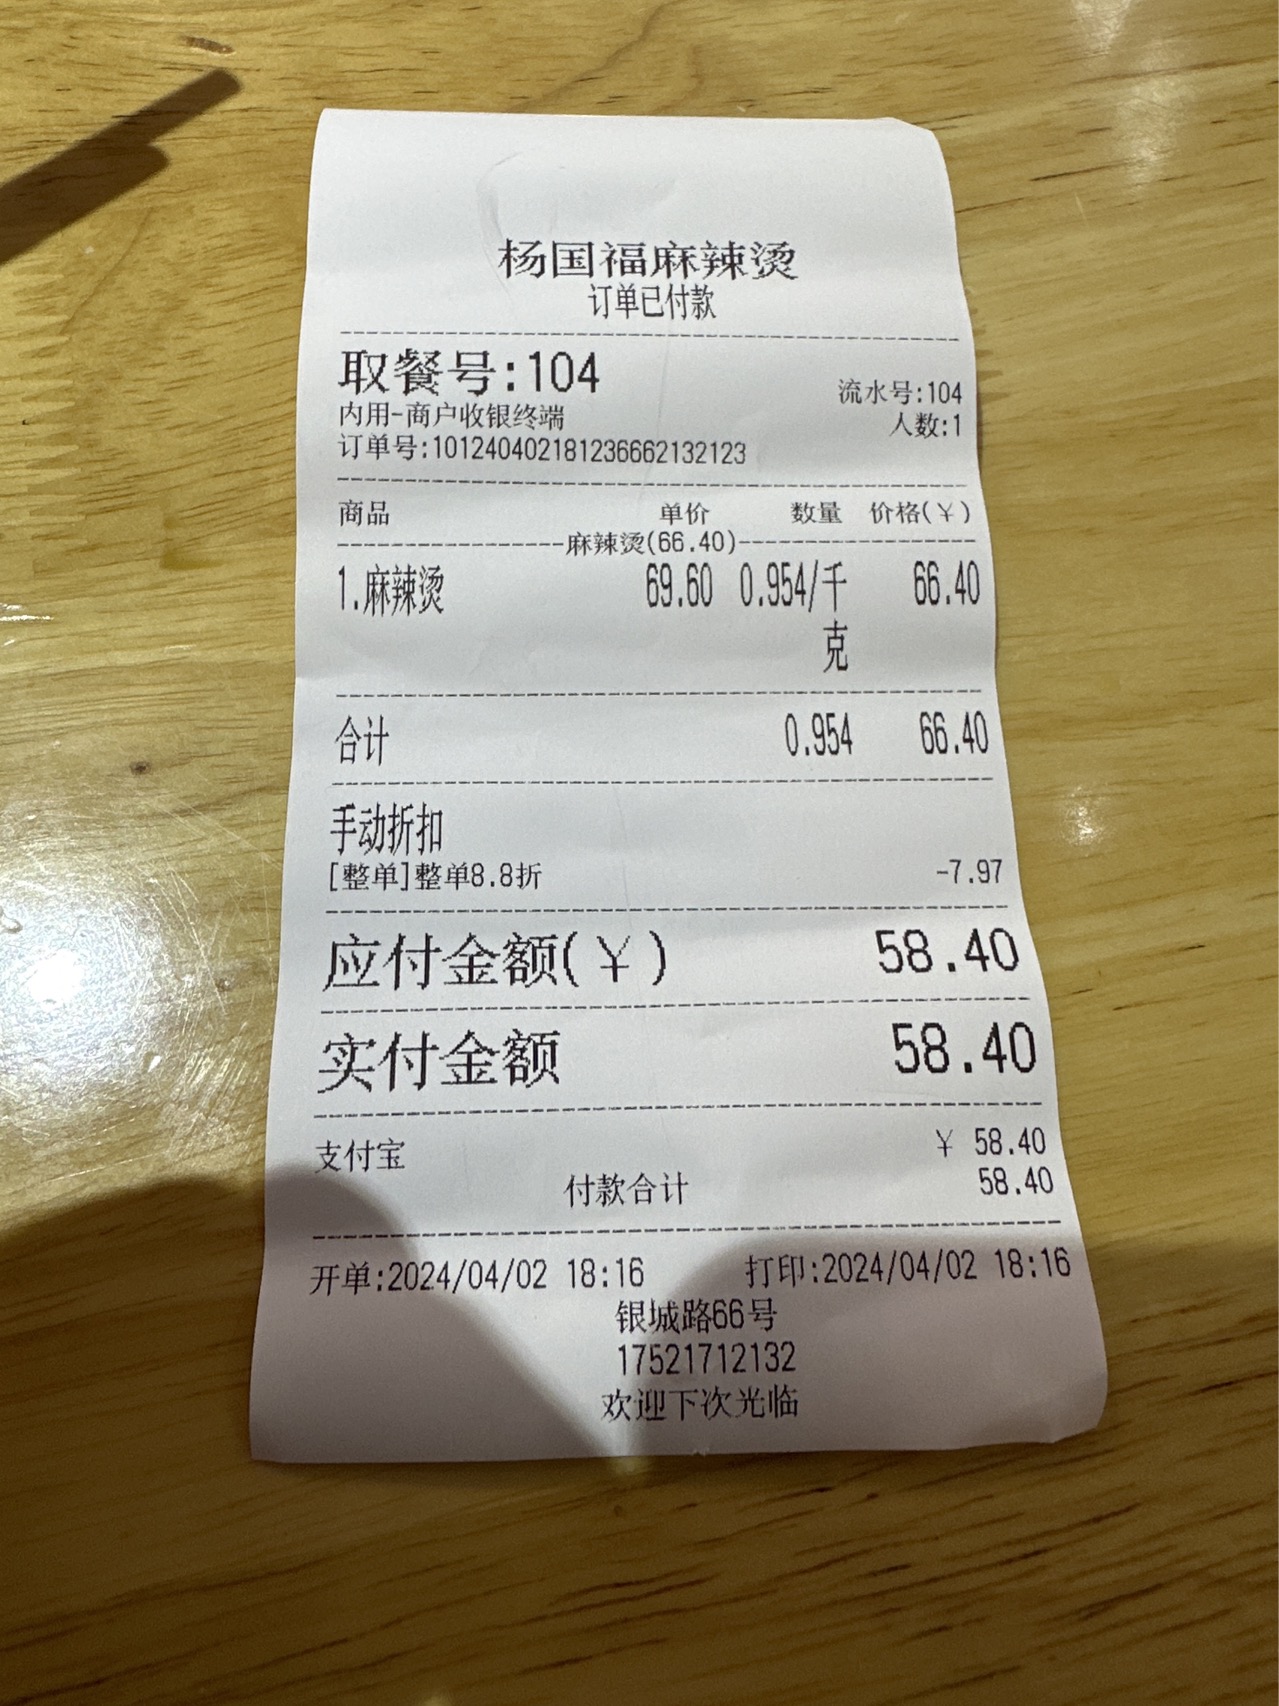 杨国福麻辣烫
订单已付款
取餐号:104
流水号:104
内用-商户收银终端
人数:1
订单号:10124040218123666213​2123
商品 单价 数量 价格(¥)
麻辣烫(66.40)
1.麻辣烫 69.60 0.954/千克 66.40
合计 0.954 66.40
手动折扣
[整单]整单8.8折 -7.97
应付金额(¥) 58.40
实付金额 58.40
支付宝 ¥ 58.40
付款合计 58.40
开单:2024/04/02 18:16 打印:2024/04/02 18:16
银城路66号
17521712132
欢迎下次光临